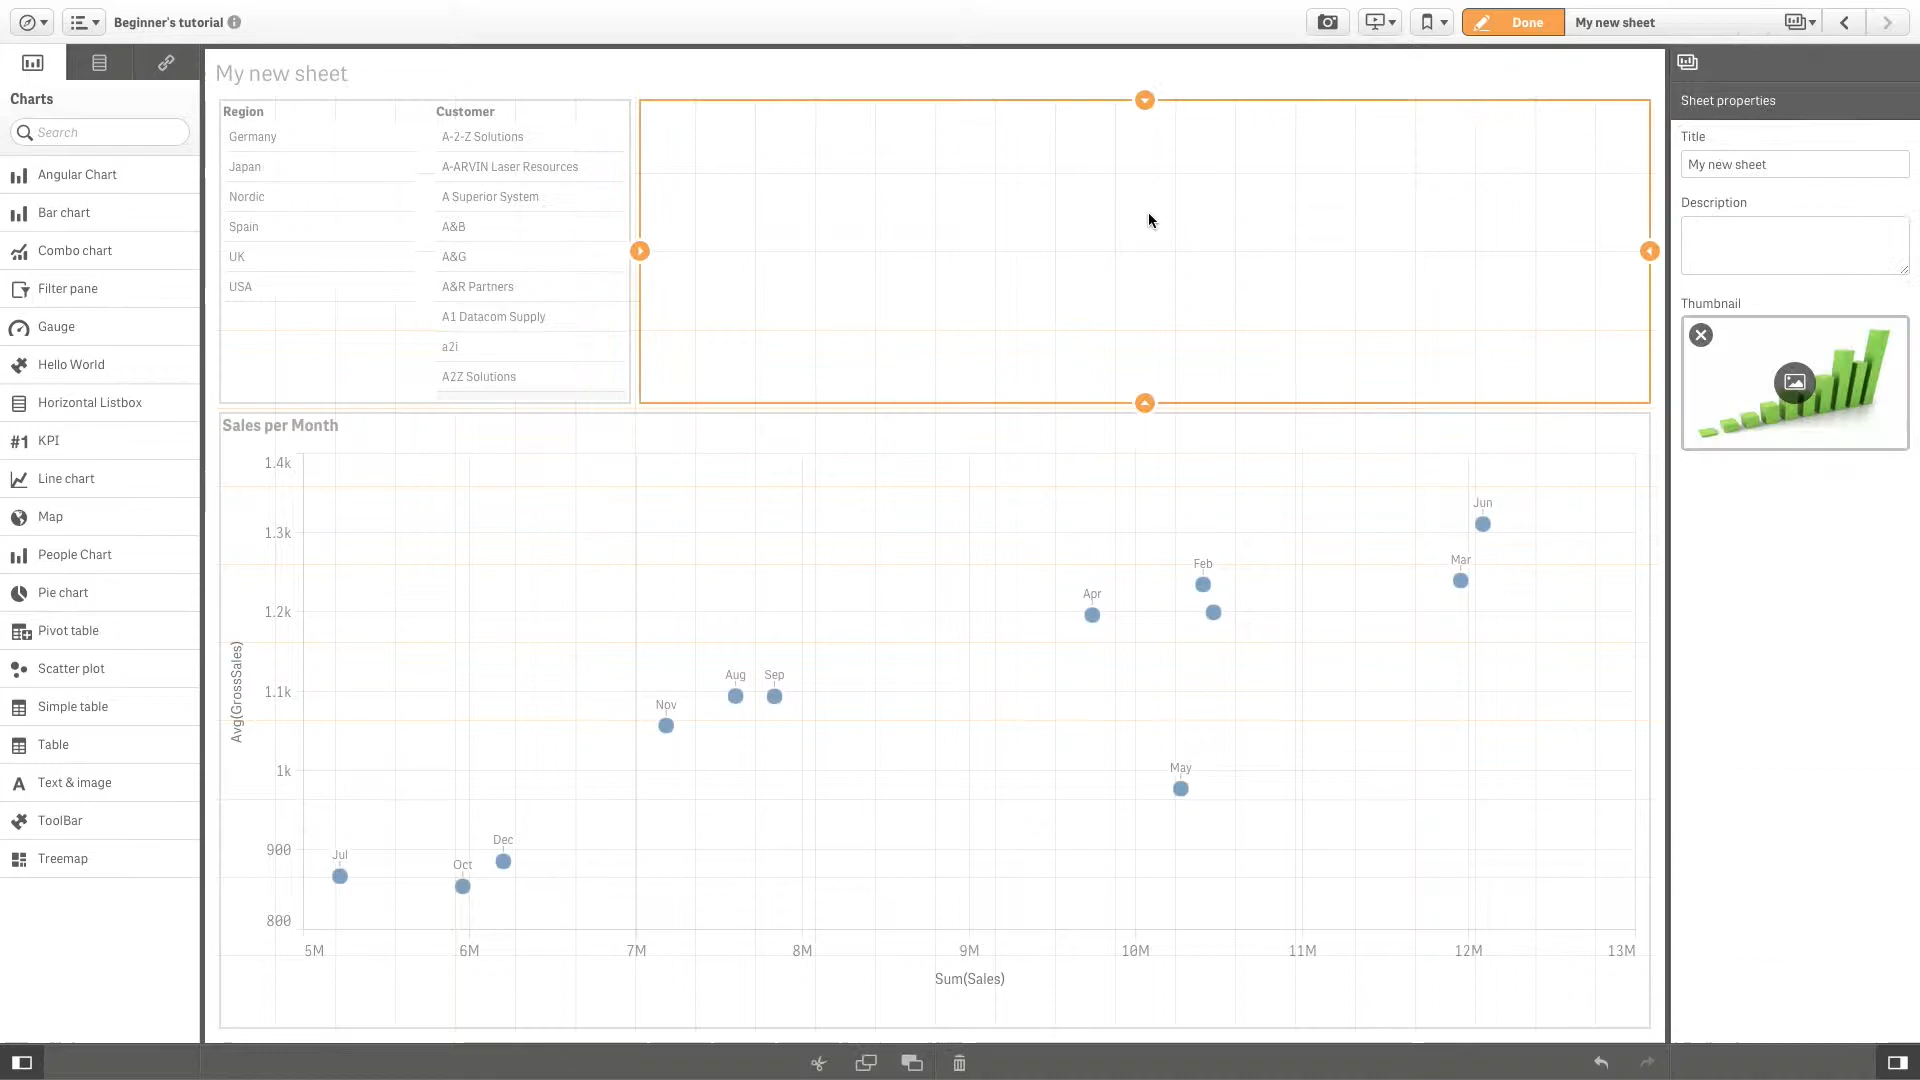 Beginner's tutorial
Done
My new sheet
Charts
Search
Angular Chart
Bar chart
Combo chart
Filter pane
Gauge
Hello World
Horizontal Listbox
#1 KPI
Line chart
Map
People Chart
Pie chart
Pivot table
Scatter plot
Simple table
Table
A Text & image
ToolBar
Treemap
My new sheet
Region
Germany
Japan
Nordic
Spain
UK
USA
Customer
A-2-Z Solutions
A-ARVIN Laser Resources
A Superior System
A&B
A&G
A&R Partners
A1 Datacom Supply
a2i
A2Z Solutions
Sales per Month
Avg(GrossSales)
1.4k
1.3k
1.2k
1.1k
1k
900
800
Jun
Mar
Feb
Apr
Aug
Sep
Nov
May
Dec
Jul
Oct
5M 6M 7M 8M 9M 10M 11M 12M 13M
Sum(Sales)
Sheet properties
Title
My new sheet
Description
Thumbnail